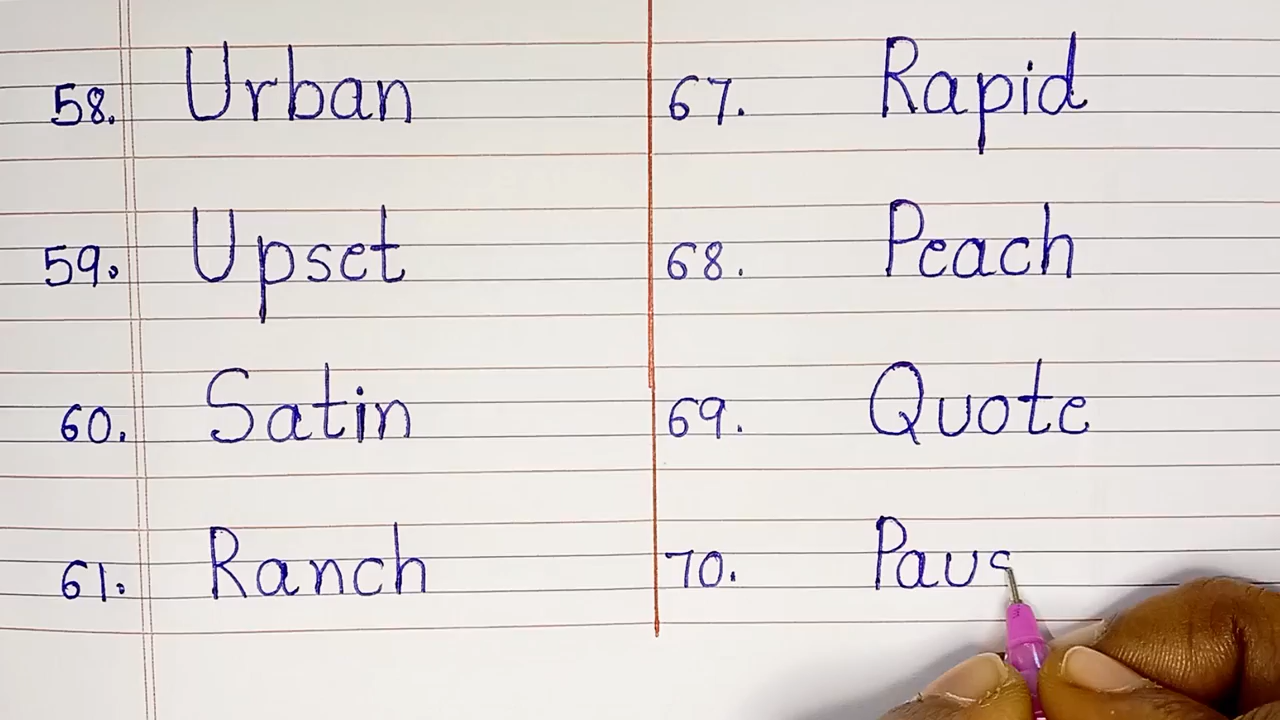 58. Urban
59. Upset
60. Satin
61. Ranch
67. Rapid
68. Peach
69. Quote
70. Paus